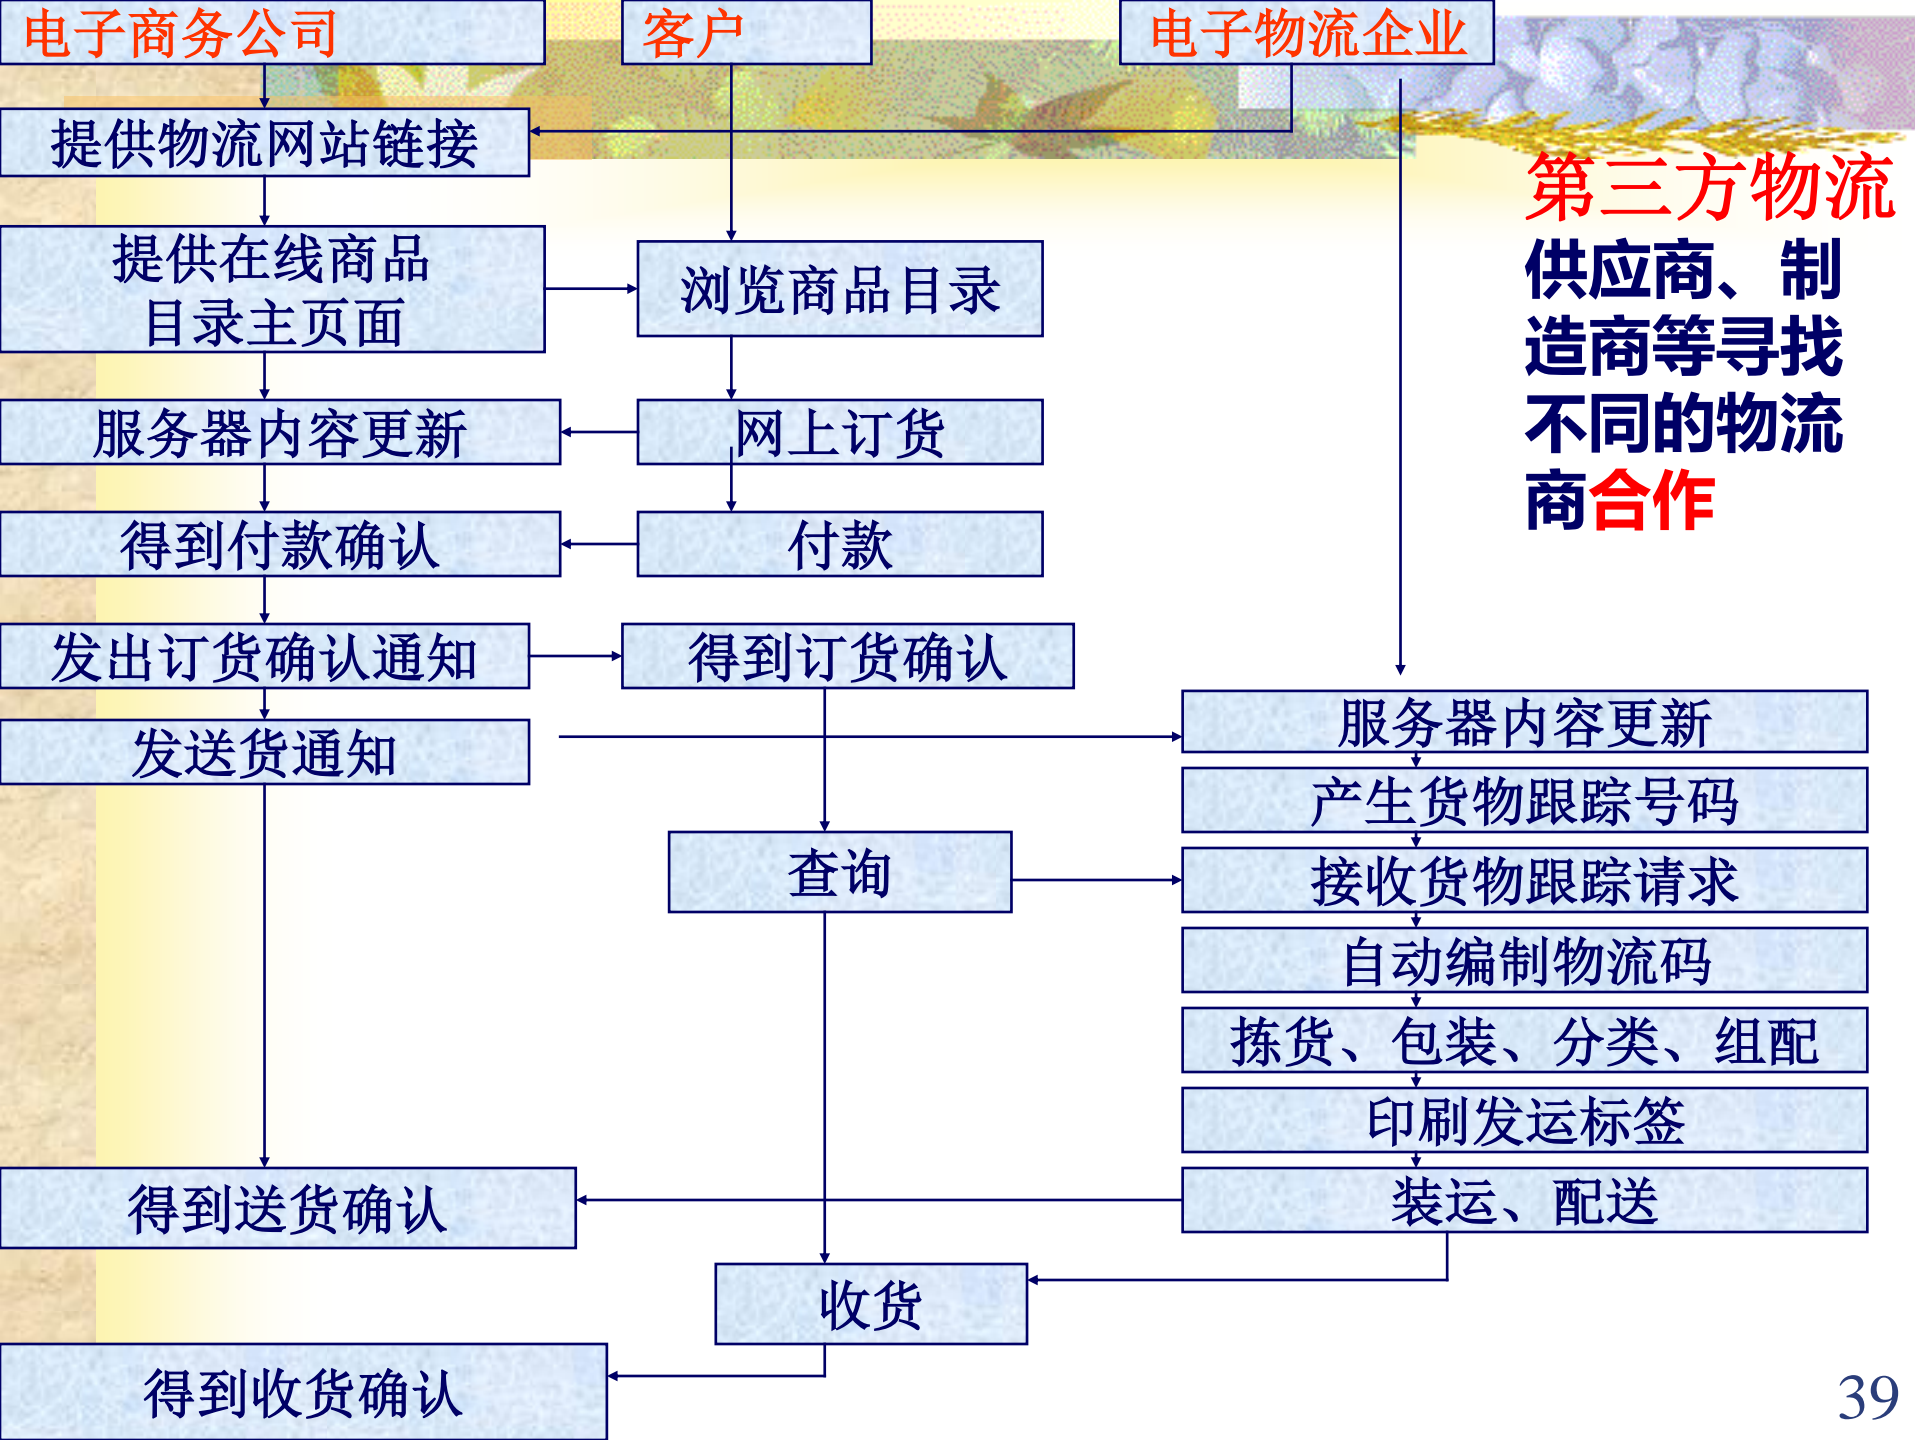 电子商务公司
客户
电子物流企业
提供物流网站链接
第三方物流
供应商、制
造商等寻找
不同的物流
商合作
提供在线商品
目录主页面
浏览商品目录
服务器内容更新
网上订货
得到付款确认
付款
发出订货确认通知
得到订货确认
发送货通知
服务器内容更新
产生货物跟踪号码
查询
接收货物跟踪请求
自动编制物流码
拣货、包装、分类、组配
印刷发运标签
得到送货确认
装运、配送
收货
得到收货确认
39